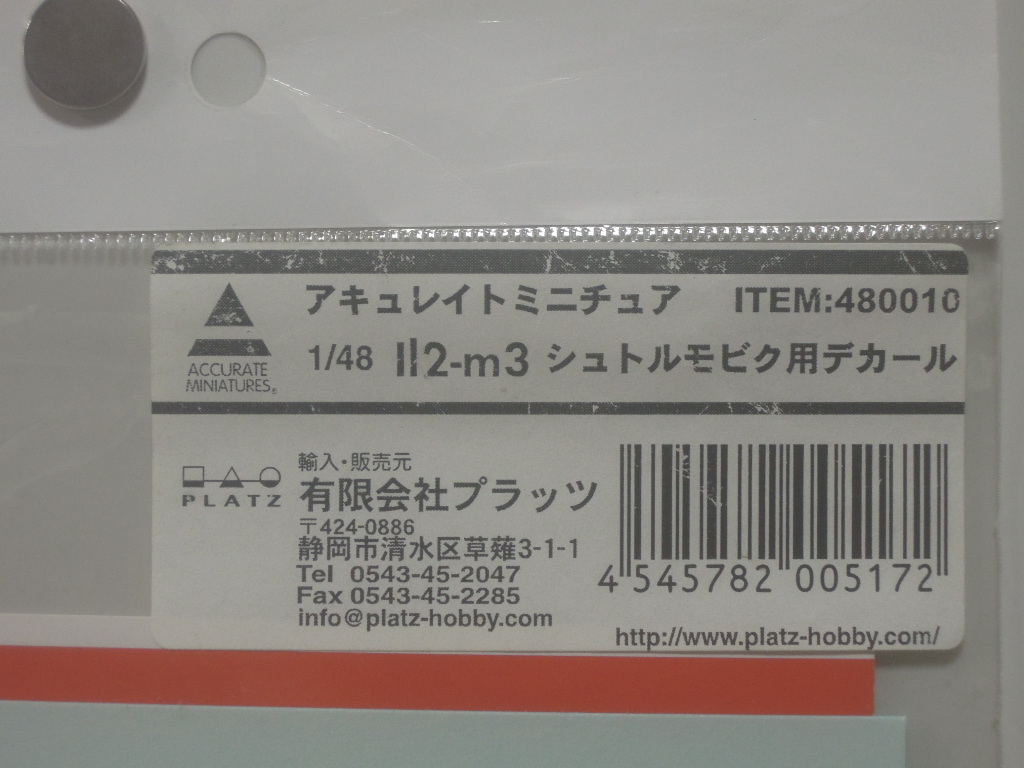 アキュレイトミニチュア ITEM:480010
ACCURATE
MINIATURES®
1/48 Il2-m3 シュトルモビク用デカール
輸入・販売元
PLATZ
有限会社プラッツ
〒424-0886
静岡市清水区草薙3-1-1
Tel 0543-45-2047
Fax 0543-45-2285
info@platz-hobby.com
4 545782 005172
http://www.platz-hobby.com/